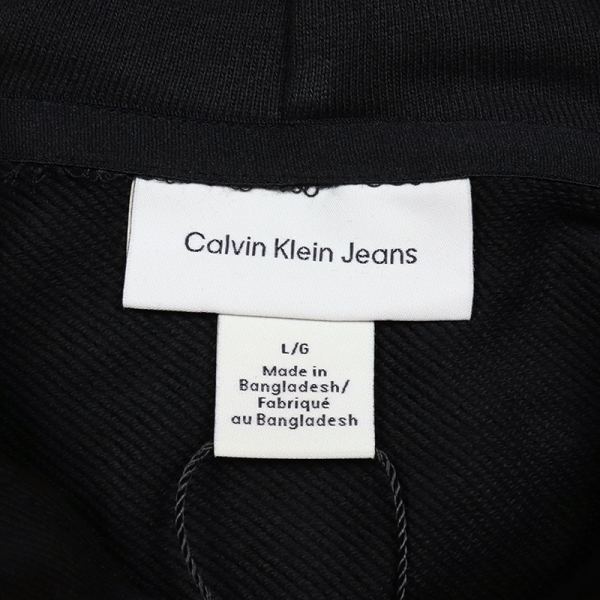 Calvin Klein Jeans
L/G
Made in
Bangladesh/
Fabriqué
au Bangladesh